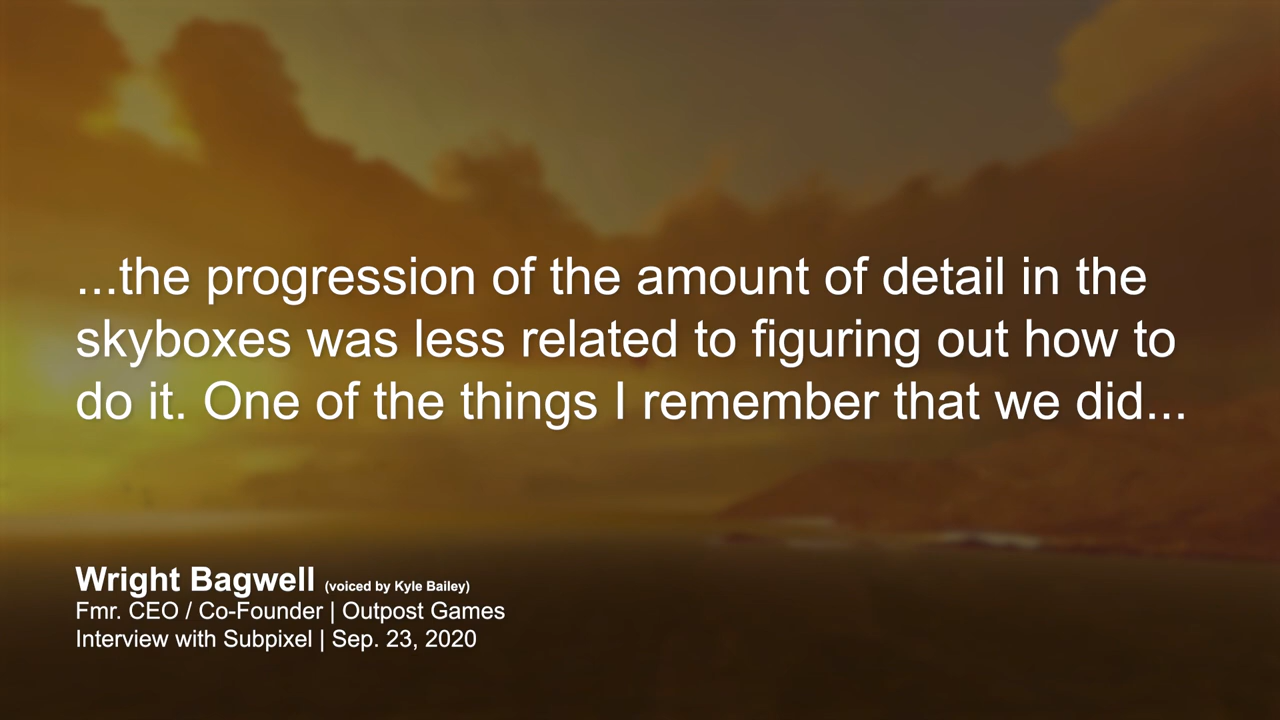 ...the progression of the amount of detail in the
skyboxes was less related to figuring out how to
do it. One of the things I remember that we did...
Wright Bagwell (voiced by Kyle Bailey)
Fmr. CEO / Co-Founder | Outpost Games
Interview with Subpixel | Sep. 23, 2020